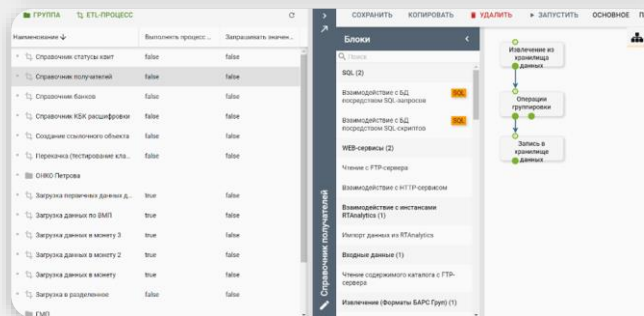 ГРУППА ETL-ПРОЦЕСС
Наименование Выполнять процесс ... Запрашивать значен...
Справочник статусы квит false false
Справочник получателей false false
Справочник банков false false
Справочник КБК расшифровки false false
Создание ссылочного объекта false false
Перекачка (тестирование кла... false false
ОНКО Петрова
Загрузка первичных данных д... true false
Загрузка данных по ВМП true false
Загрузка данных в монету 3 true false
Загрузка данных в монету 2 true false
Загрузка данных в монету true false
Загрузка в разделенное false false
Справочник получателей
СОХРАНИТЬ КОПИРОВАТЬ УДАЛИТЬ ЗАПУСТИТЬ ОСНОВНОЕ П
Блоки
Поиск
SQL (2)
Взаимодействие с БД
посредством SQL-запросов
SQL
Взаимодействие с БД
посредством SQL-скриптов
SQL
WEB-сервисы (2)
Чтение с FTP-сервера
Взаимодействие с HTTP-сервисом
Взаимодействие с инстансами
RTAnalytics (1)
Импорт данных из RTAnalytics
Входные данные (1)
Чтение содержимого каталога с FTP-
сервера
Извлечение (Форматы БАРС Груп) (1)
Извлечение из
хранилища
данных
Операции
группировки
Запись в
хранилище
данных